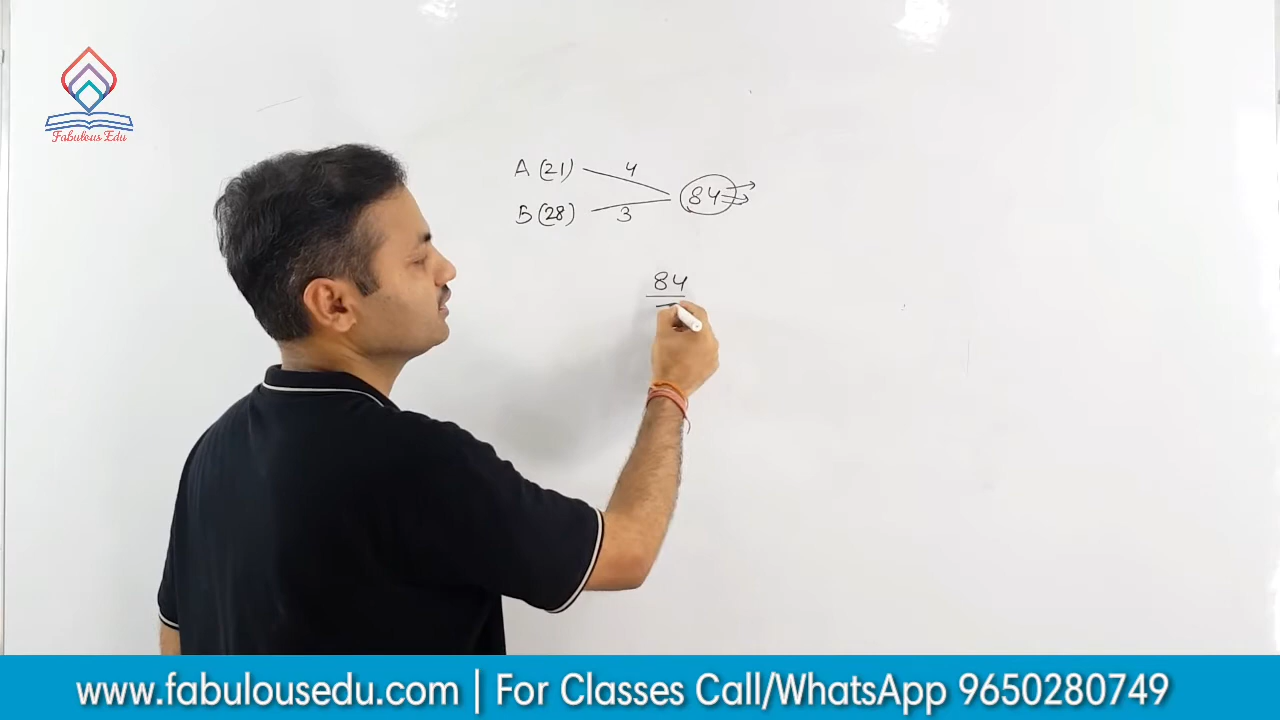 Fabulous Edu
A (21) 4
84
B (28) 3
84
www.fabulousedu.com | For Classes Call/WhatsApp 9650280749